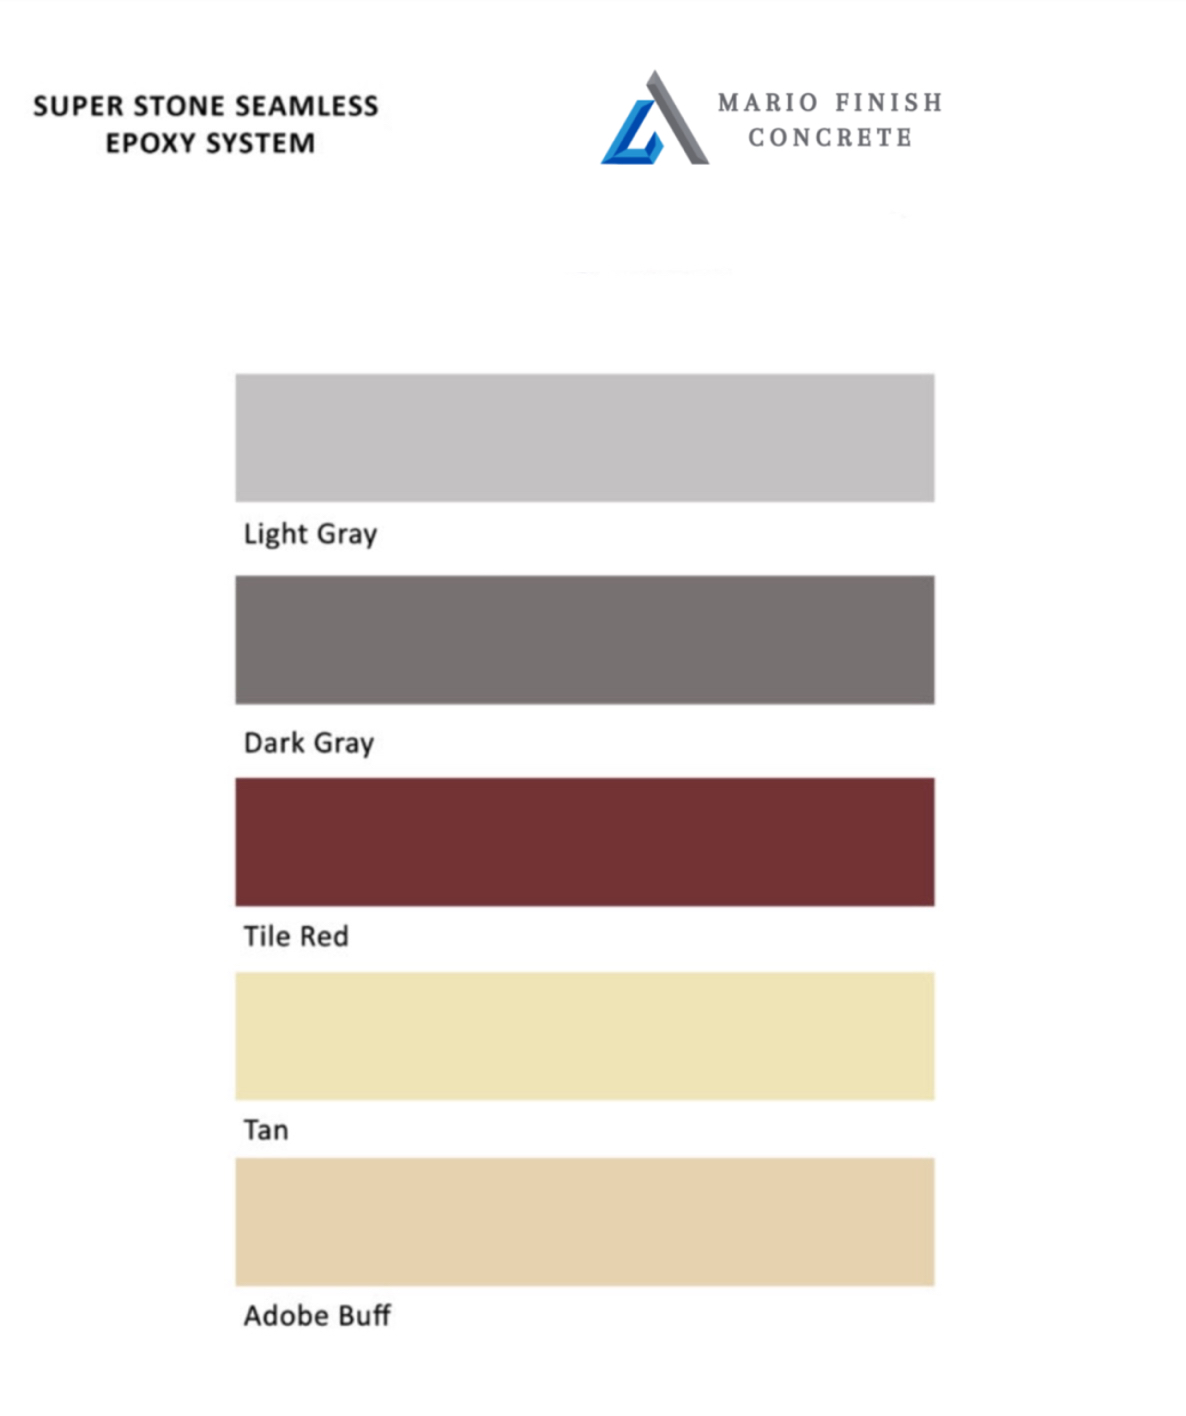 SUPER STONE SEAMLESS
EPOXY SYSTEM
MARIO FINISH
CONCRETE
Light Gray
Dark Gray
Tile Red
Tan
Adobe Buff